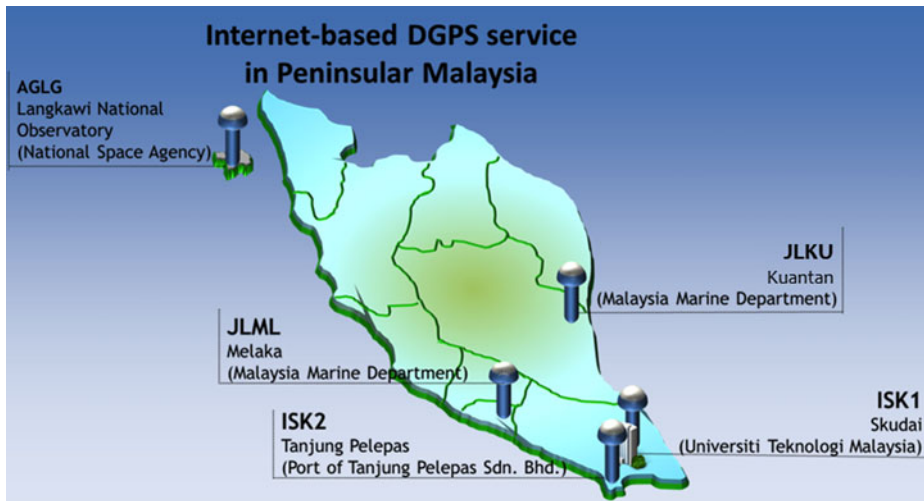 Internet-based DGPS service
in Peninsular Malaysia
AGLG
Langkawi National
Observatory
(National Space Agency)
JLKU
Kuantan
(Malaysia Marine Department)
JLML
Melaka
(Malaysia Marine Department)
ISK1
Skudai
(Universiti Teknologi Malaysia)
ISK2
Tanjung Pelepas
(Port of Tanjung Pelepas Sdn. Bhd.)